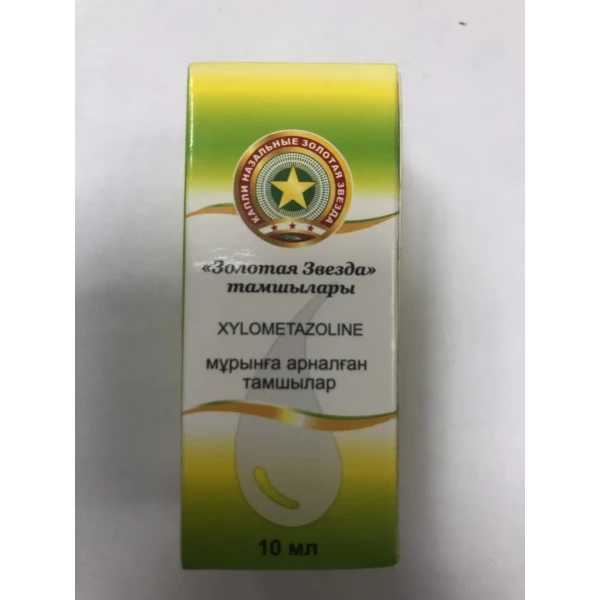 КАПЛИ НАЗАЛЬНЫЕ ЗОЛОТАЯ ЗВЕЗДА
«Золотая Звезда»
тамшылары
XYLOMETAZOLINE
мұрынға арналған
тамшылар
10 мл